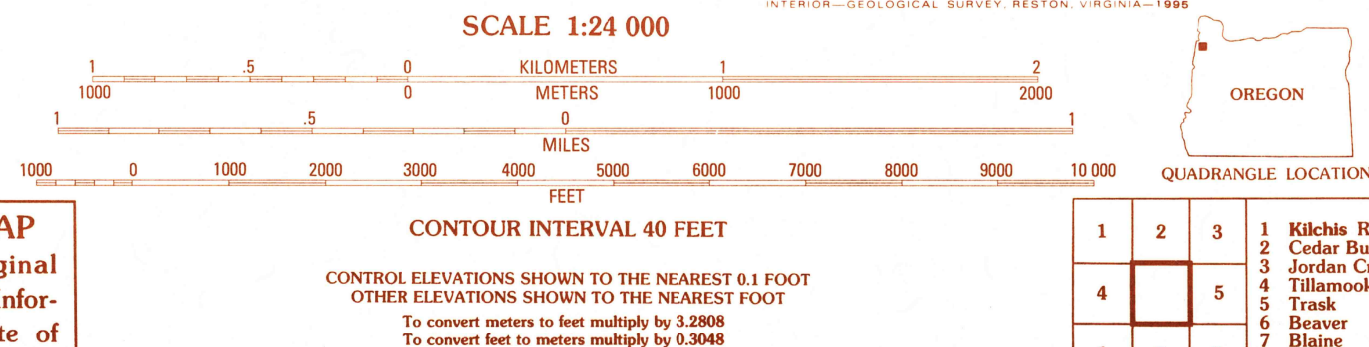 INTERIOR—GEOLOGICAL SURVEY, RESTON, VIRGINIA—1995
SCALE 1:24 000
1 .5 0 KILOMETERS 1 2
1000 0 METERS 1000 2000
1 .5 0 1
MILES
1000 0 1000 2000 3000 4000 5000 6000 7000 8000 9000 10 000
FEET
OREGON
QUADRANGLE LOCATION
CONTOUR INTERVAL 40 FEET
CONTROL ELEVATIONS SHOWN TO THE NEAREST 0.1 FOOT
OTHER ELEVATIONS SHOWN TO THE NEAREST FOOT
To convert meters to feet multiply by 3.2808
To convert feet to meters multiply by 0.3048
AP
ginal
nfor-
te of
1 2 3
4 5
1 Kilchis R
2 Cedar Bu
3 Jordan Cr
4 Tillamook
5 Trask
6 Beaver
7 Blaine